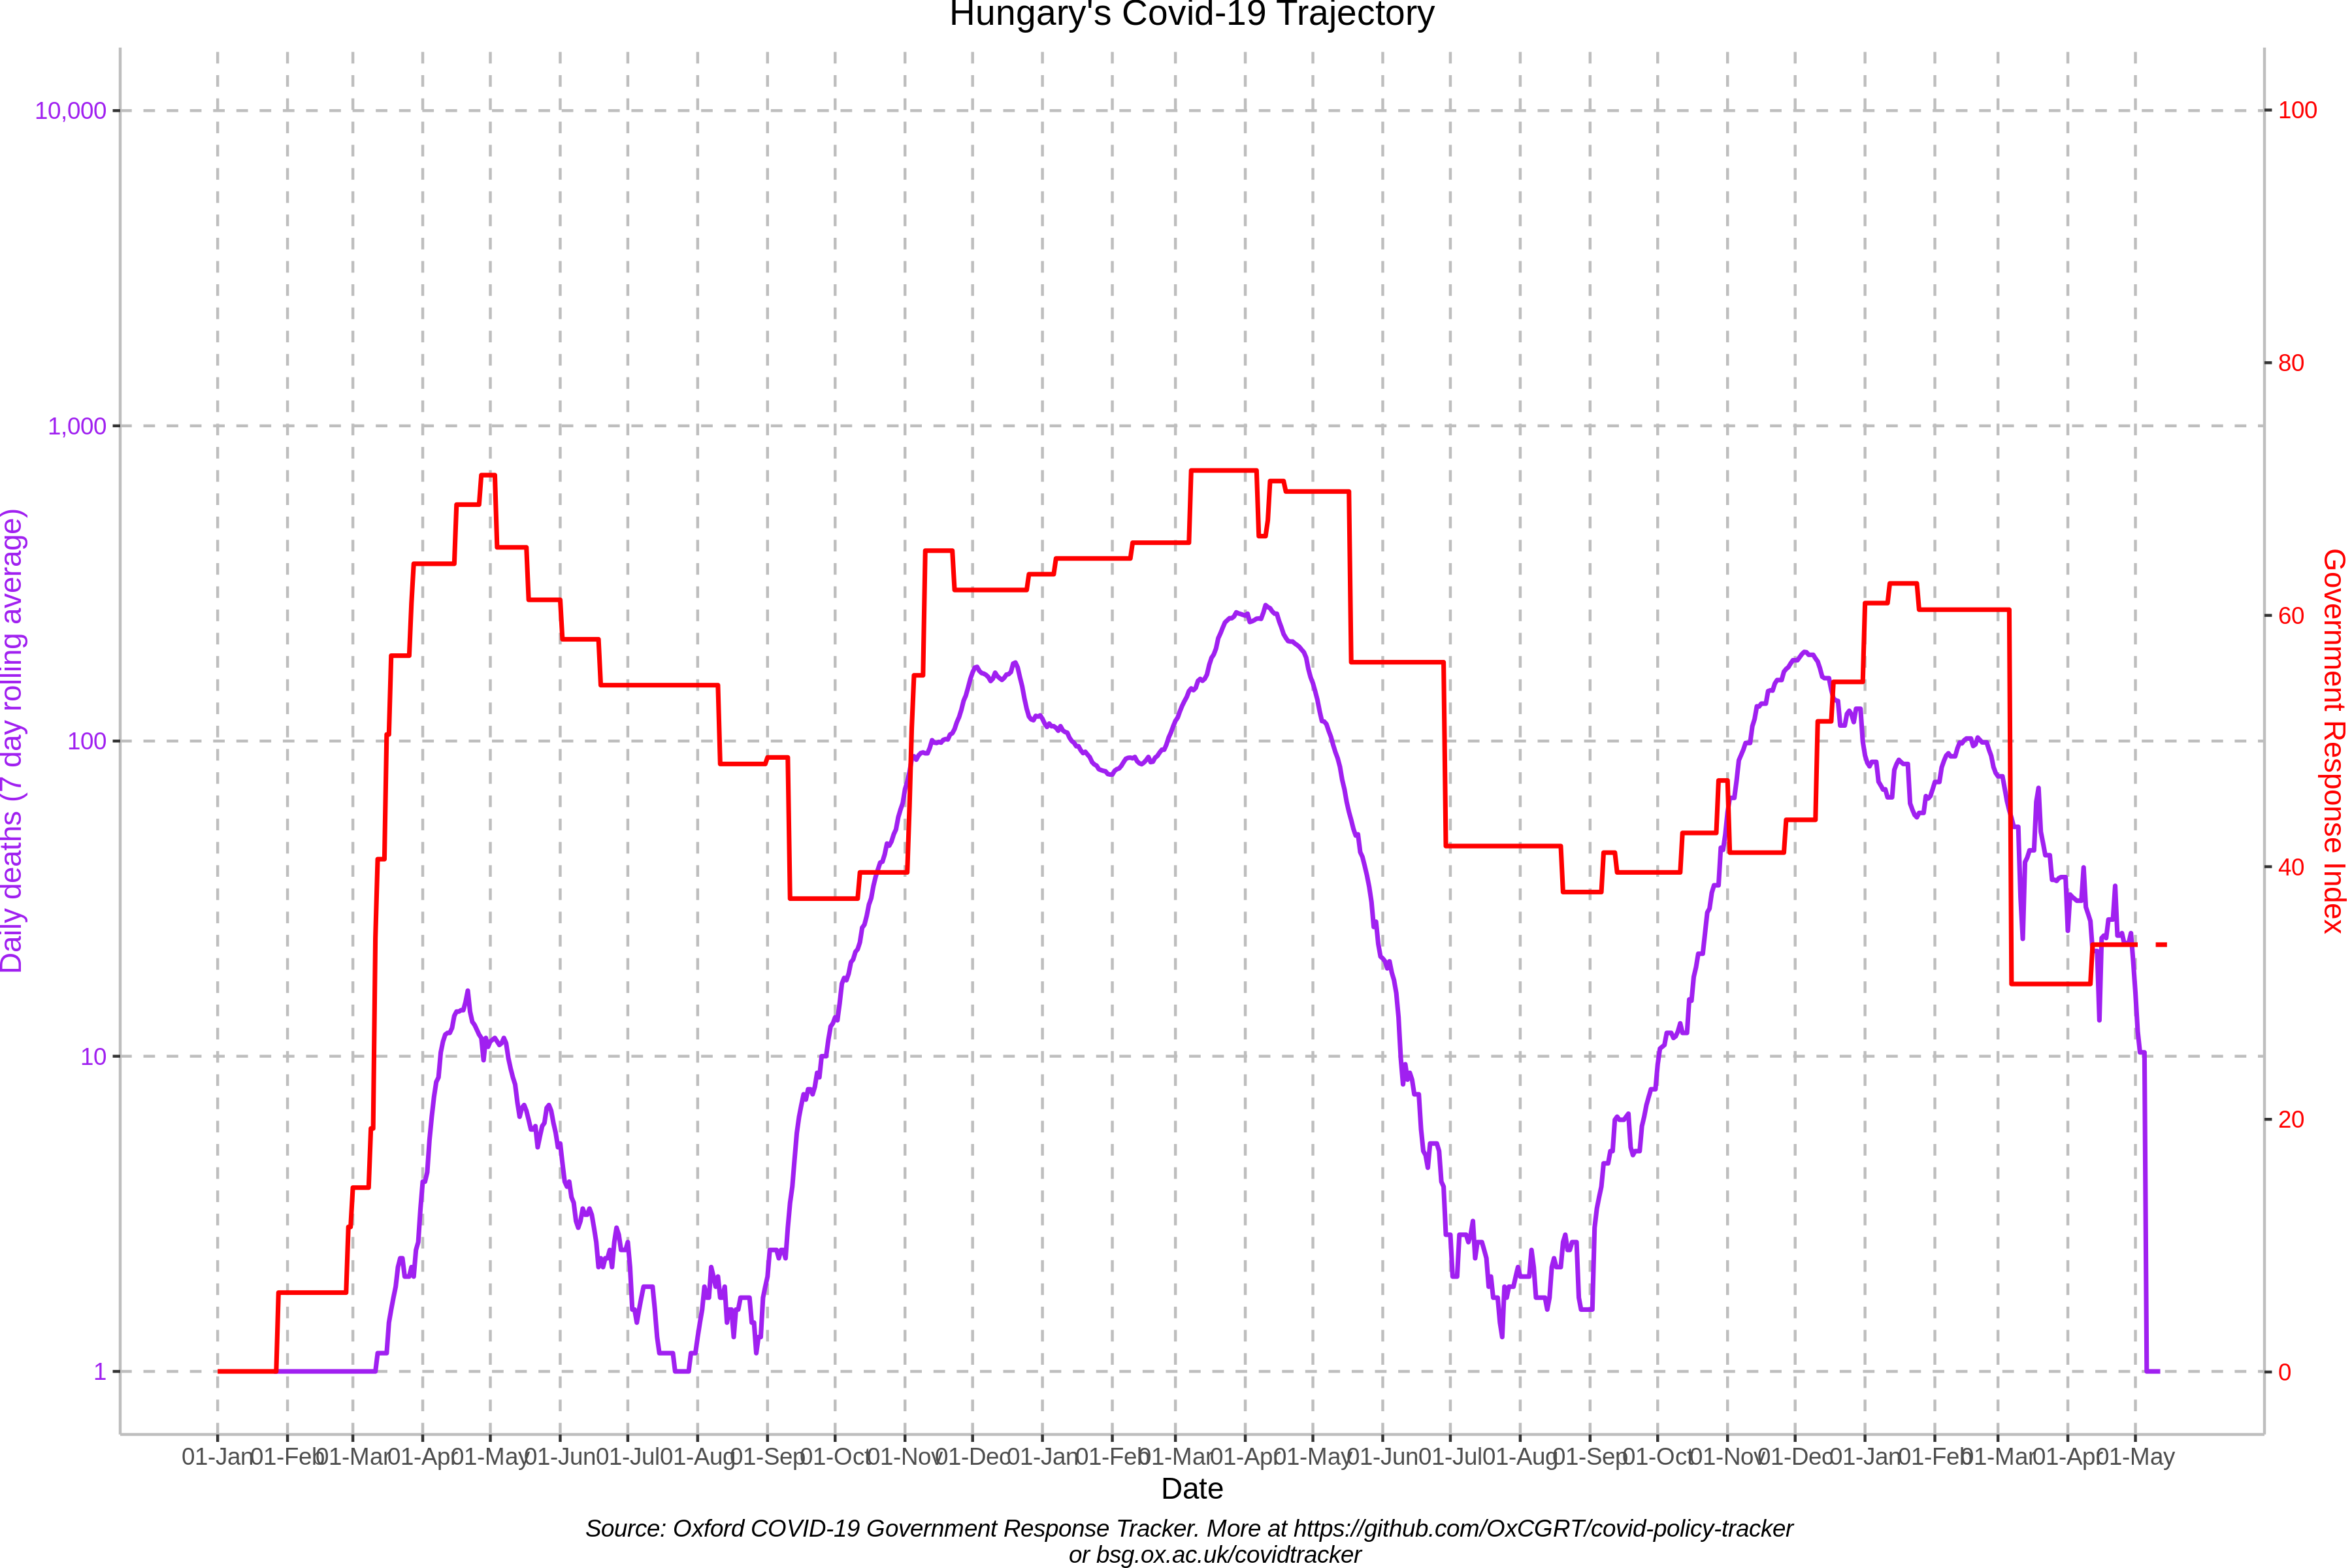 Hungary's Covid-19 Trajectory
10,000
1,000
100
10
1
Daily deaths (7 day rolling average)
100
80
60
40
20
0
Government Response Index
01-Jan 01-Feb 01-Mar 01-Apr 01-May 01-Jun 01-Jul 01-Aug 01-Sep 01-Oct 01-Nov 01-Dec 01-Jan 01-Feb 01-Mar 01-Apr 01-May 01-Jun 01-Jul 01-Aug 01-Sep 01-Oct 01-Nov 01-Dec 01-Jan 01-Feb 01-Mar 01-Apr 01-May
Date
Source: Oxford COVID-19 Government Response Tracker. More at https://github.com/OxCGRT/covid-policy-tracker
or bsg.ox.ac.uk/covidtracker